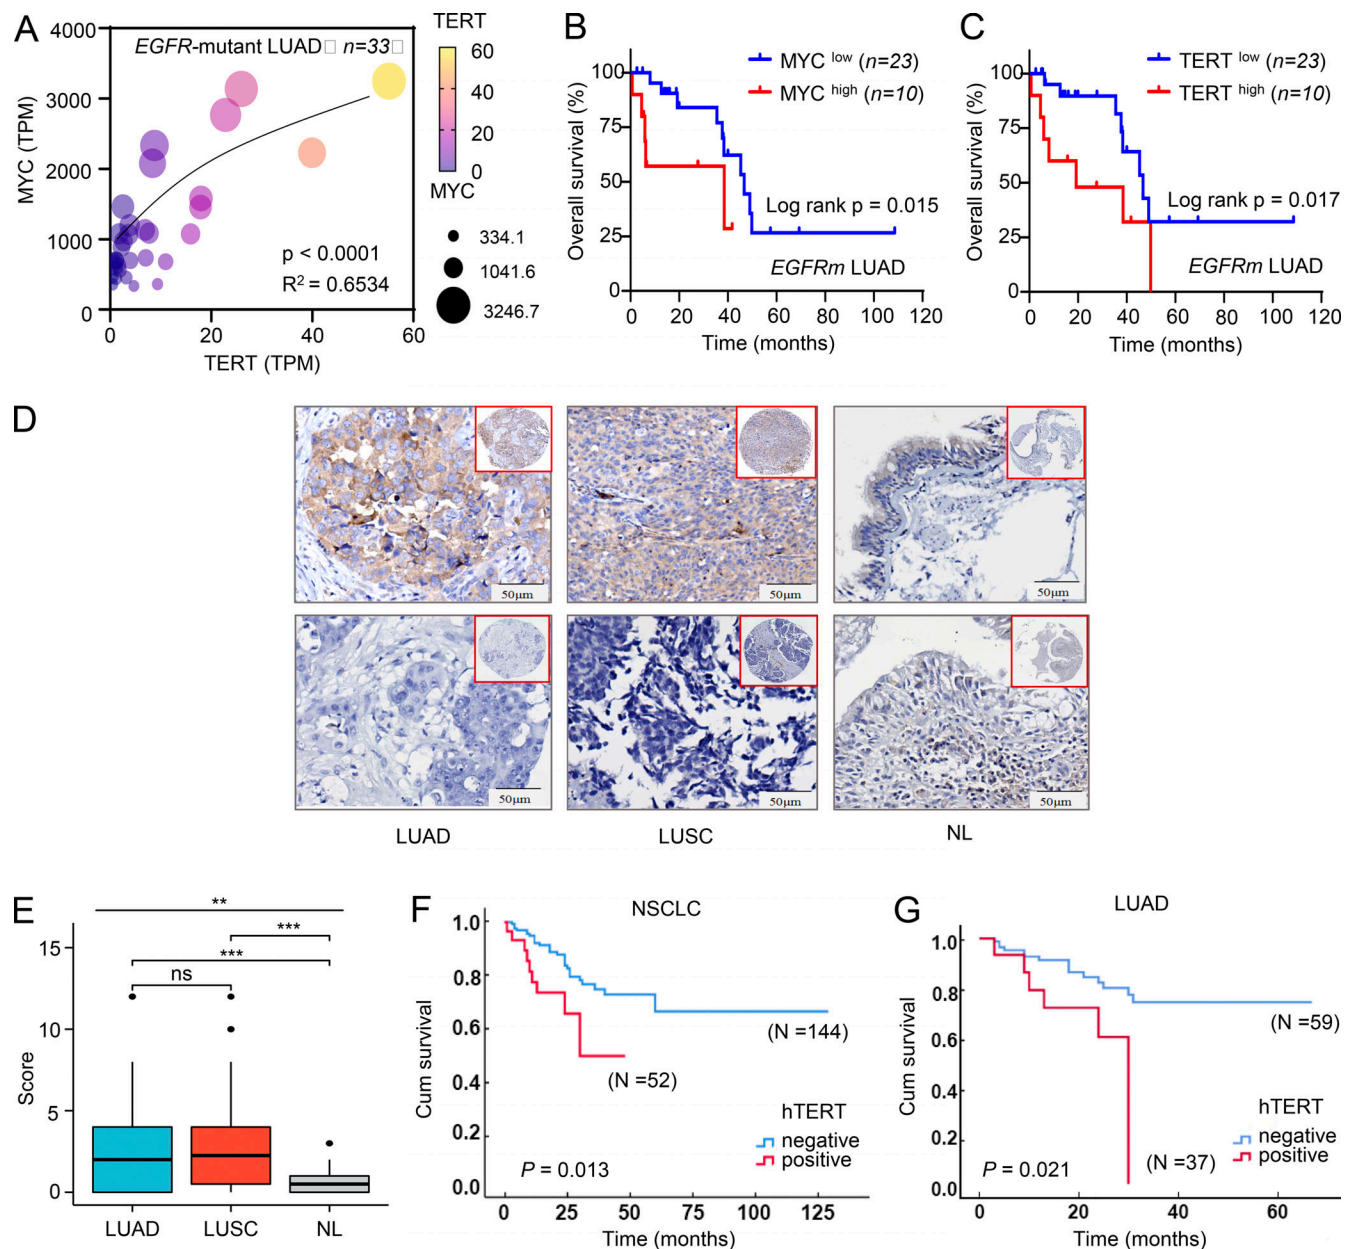 A
EGFR-mutant LUAD□ n=33□
4000
3000
2000
1000
0
MYC (TPM)
0 20 40 60
TERT (TPM)
p < 0.0001
R² = 0.6534
TERT
60
40
20
0
MYC
334.1
1041.6
3246.7
B
MYC low (n=23)
MYC high (n=10)
100
75
50
25
0
Overall survival (%)
Log rank p = 0.015
EGFRm LUAD
0 20 40 60 80 100 120
Time (months)
C
TERT low (n=23)
TERT high (n=10)
100
75
50
25
0
Overall survival (%)
Log rank p = 0.017
EGFRm LUAD
0 20 40 60 80 100 120
Time (months)
D
50μm
50μm
50μm
50μm
50μm
50μm
LUAD
LUSC
NL
E
**
***
***
ns
15
10
5
0
Score
LUAD LUSC NL
F
NSCLC
1.0
0.8
0.6
0.4
0.2
0.0
Cum survival
(N =144)
(N =52)
hTERT
negative
positive
P = 0.013
0 25 50 75 100 125
Time (months)
G
LUAD
1.0
0.8
0.6
0.4
0.2
0.0
Cum survival
(N =59)
hTERT
negative
positive
(N =37)
P = 0.021
0 20 40 60
Time (months)